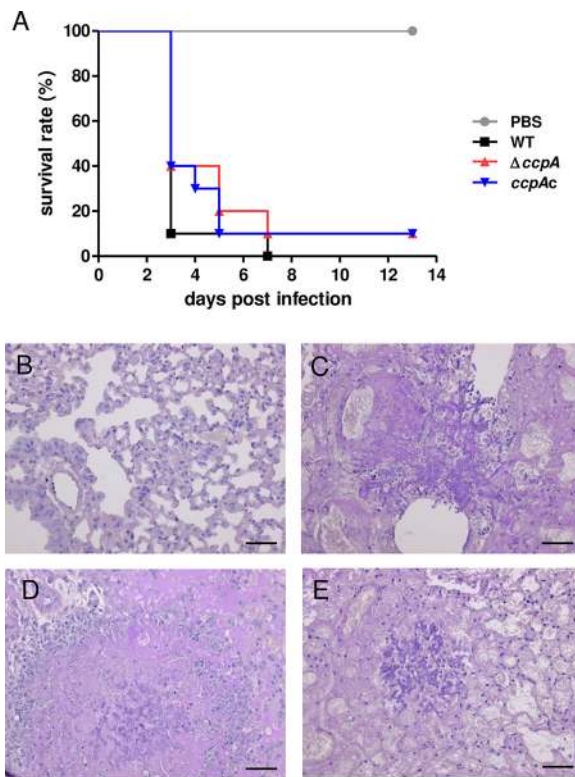 A
100
80
60
40
20
0
survival rate (%)
0 2 4 6 8 10 12 14
days post infection
PBS
WT
ΔccpA
ccpAc
B
C
D
E